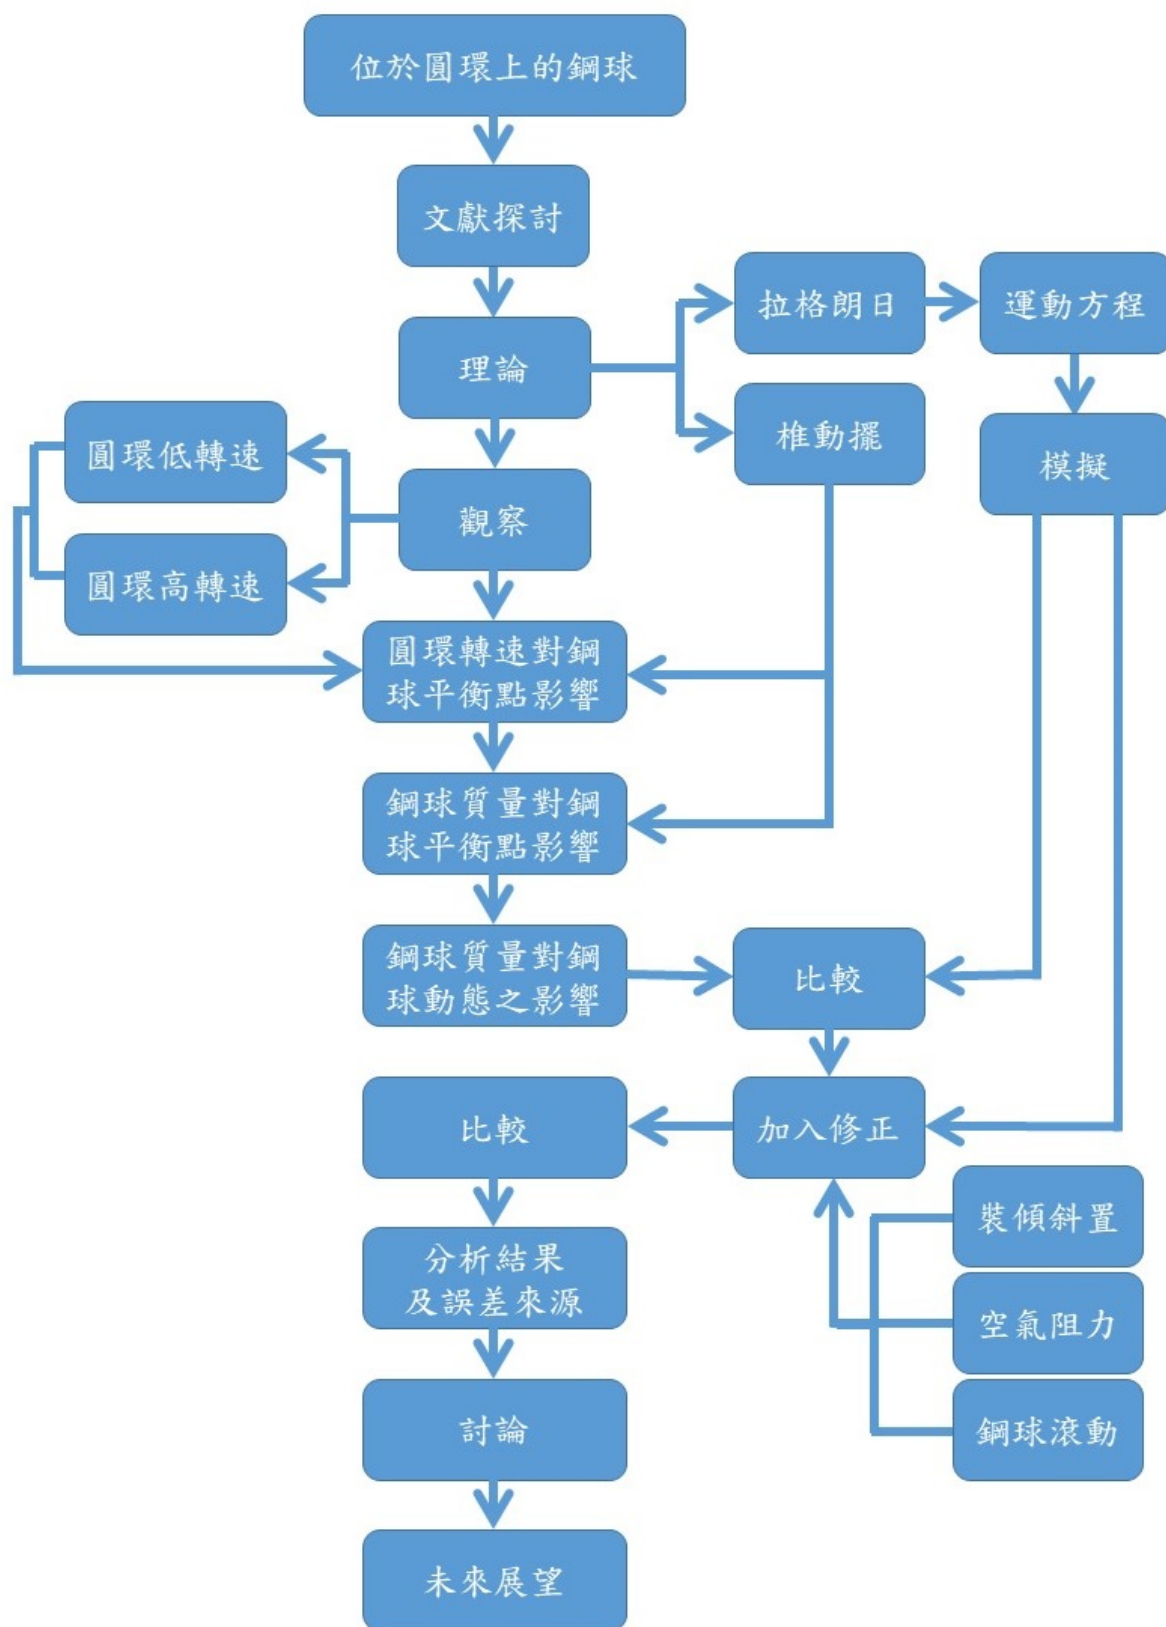 位於圓環上的鋼球
文獻探討
理論
拉格朗日
運動方程
椎動擺
模擬
圓環低轉速
觀察
圓環高轉速
圓環轉速對鋼
球平衡點影響
鋼球質量對鋼
球平衡點影響
鋼球質量對鋼
球動態之影響
比較
比較
加入修正
裝傾斜置
分析結果
及誤差來源
空氣阻力
討論
鋼球滾動
未來展望